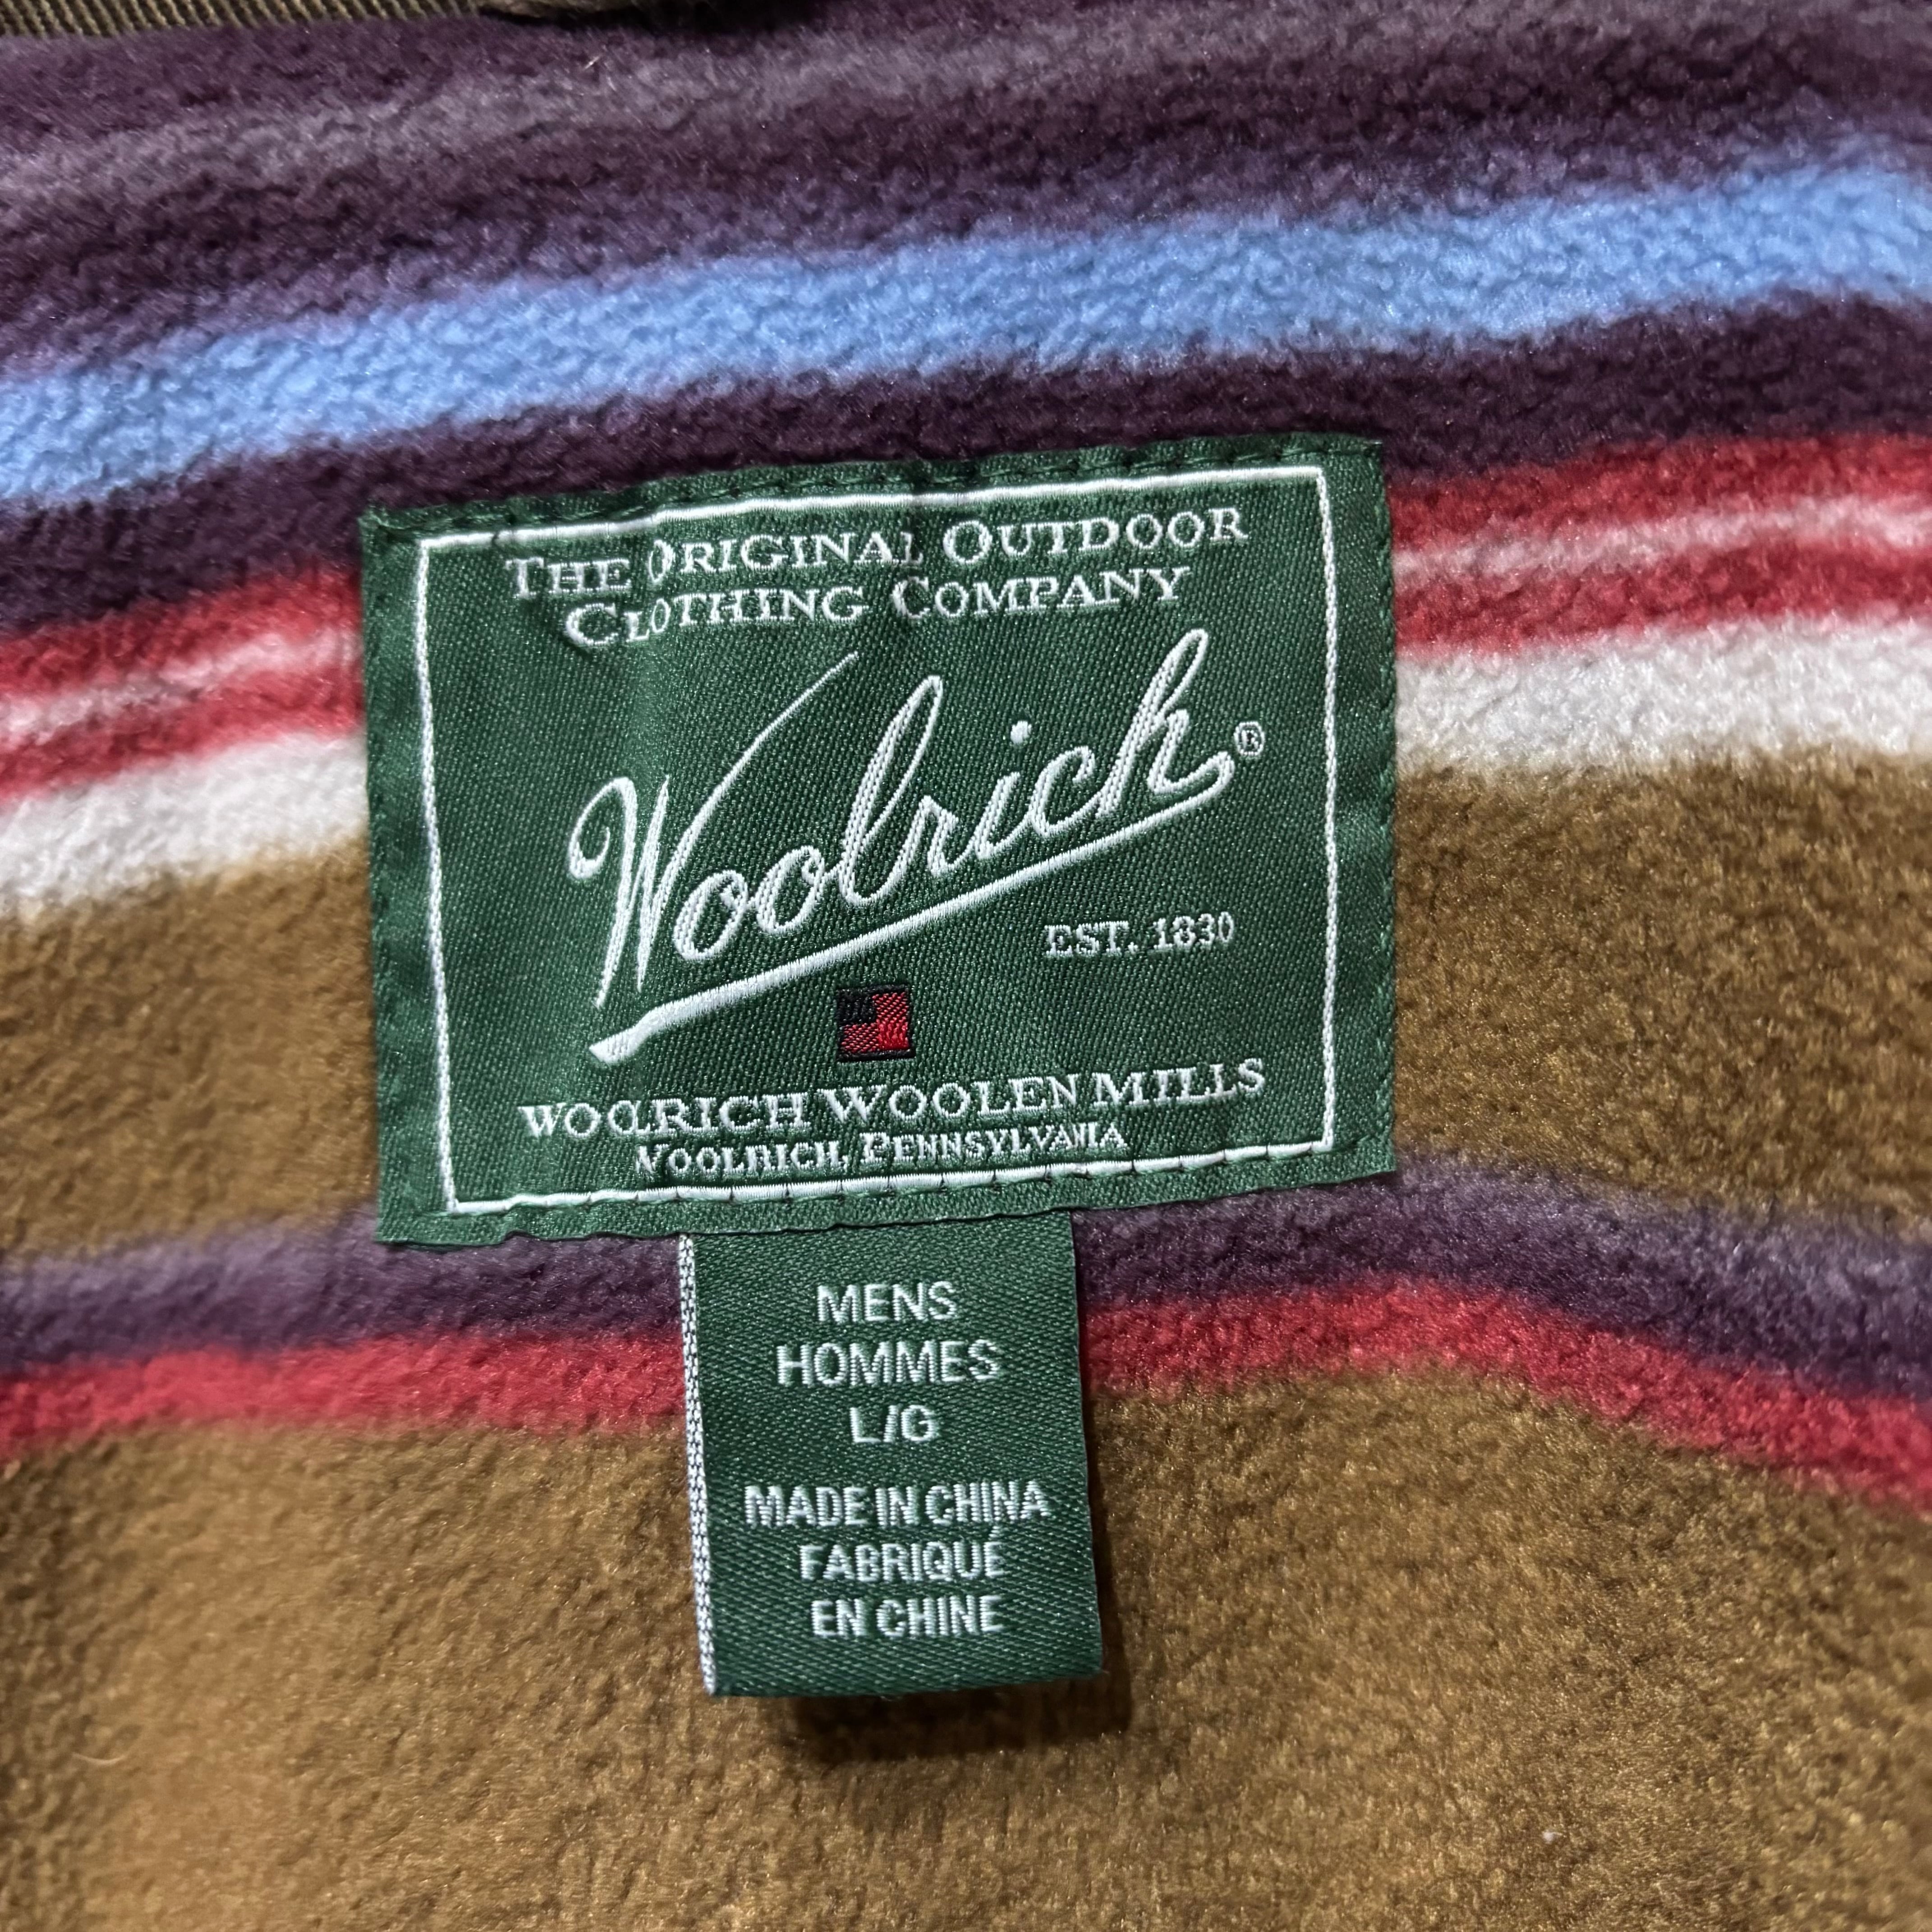 THE ORIGINAL OUTDOOR
CLOTHING COMPANY
Woolrich®
EST. 1830
WOOLRICH WOOLEN MILLS
WOOLRICH, PENNSYLVANIA
MENS
HOMMES
L/G
MADE IN CHINA
FABRIQUÉ
EN CHINE